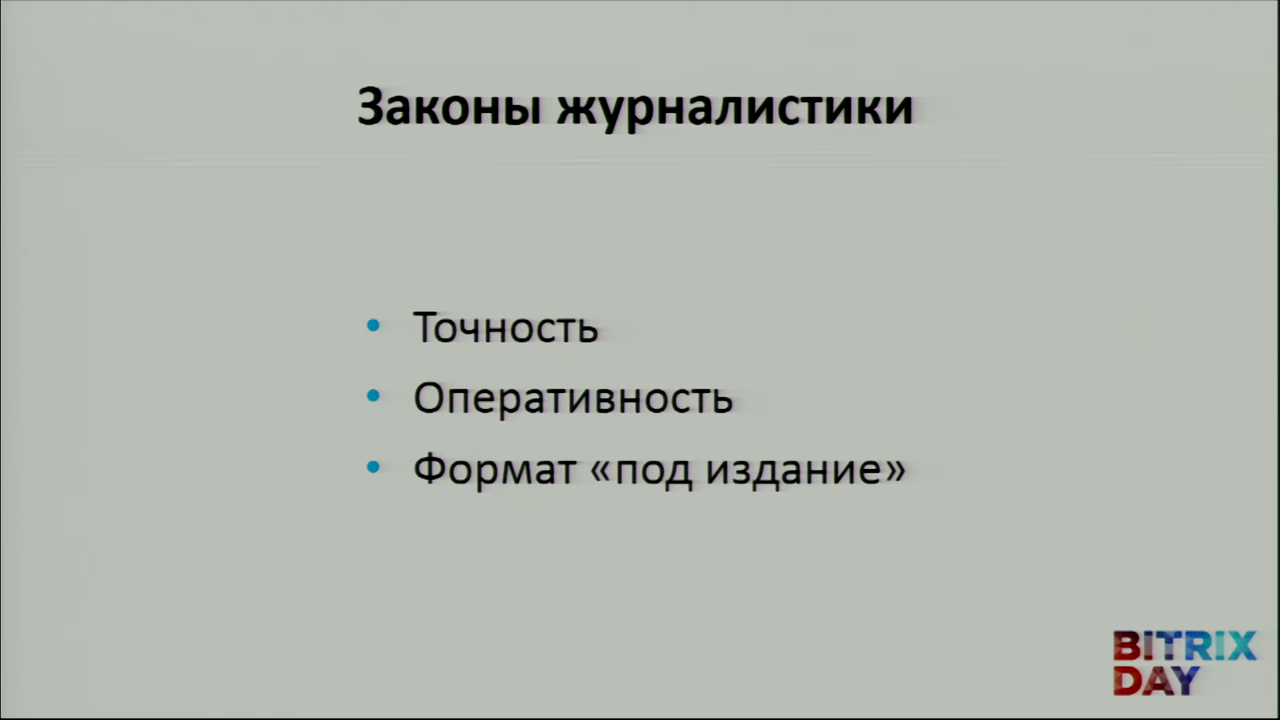 Законы журналистики
• Точность
• Оперативность
• Формат «под издание»
BITRIX
DAY